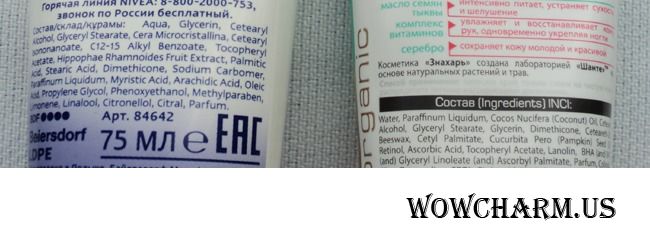 Горячая линия NIVEA: 8-800-2000-753,
звонок по России бесплатный.
Состав/склад/құрамы: Aqua, Glycerin, Cetearyl
Alcohol, Glyceryl Stearate, Cera Microcristallina, Cetearyl
Isononanoate, C12-15 Alkyl Benzoate, Tocopheryl
Acetate, Hippophae Rhamnoides Fruit Extract, Palmitic
Acid, Stearic Acid, Dimethicone, Sodium Carbomer,
Paraffinum Liquidum, Myristic Acid, Arachidic Acid, Oleic
Acid, Propylene Glycol, Phenoxyethanol, Methylparaben,
Limonene, Linalool, Citronellol, Citral, Parfum.
BDF●●●● Арт. 84642
Beiersdorf 75 МЛ ℮ EAC
LDPE
organic
масло семян тыквы
интенсивно питает, устраняет сухость
и шелушение
комплекс витаминов
увлажняет и восстанавливает кожу
рук, одновременно укрепляя ногти
серебро
сохраняет кожу молодой и красивой
Косметика «Знахарь» создана лабораторией «Шанте»
основе натуральных растений и трав.
Состав (Ingredients) INCI:
Water, Paraffinum Liquidum, Cocos Nucifera (Coconut) Oil,
Alcohol, Glyceryl Stearate, Glycerin, Dimethicone,
Beeswax, Cetyl Palmitate, Cucurbita Pepo (Pumpkin) Seed
Retinol, Ascorbic Acid, Tocopheryl Acetate, Lanolin, BHA (and)
(and) Glyceryl Linoleate (and) Ascorbyl Palmitate, Parfum,
WOWCHARM.US